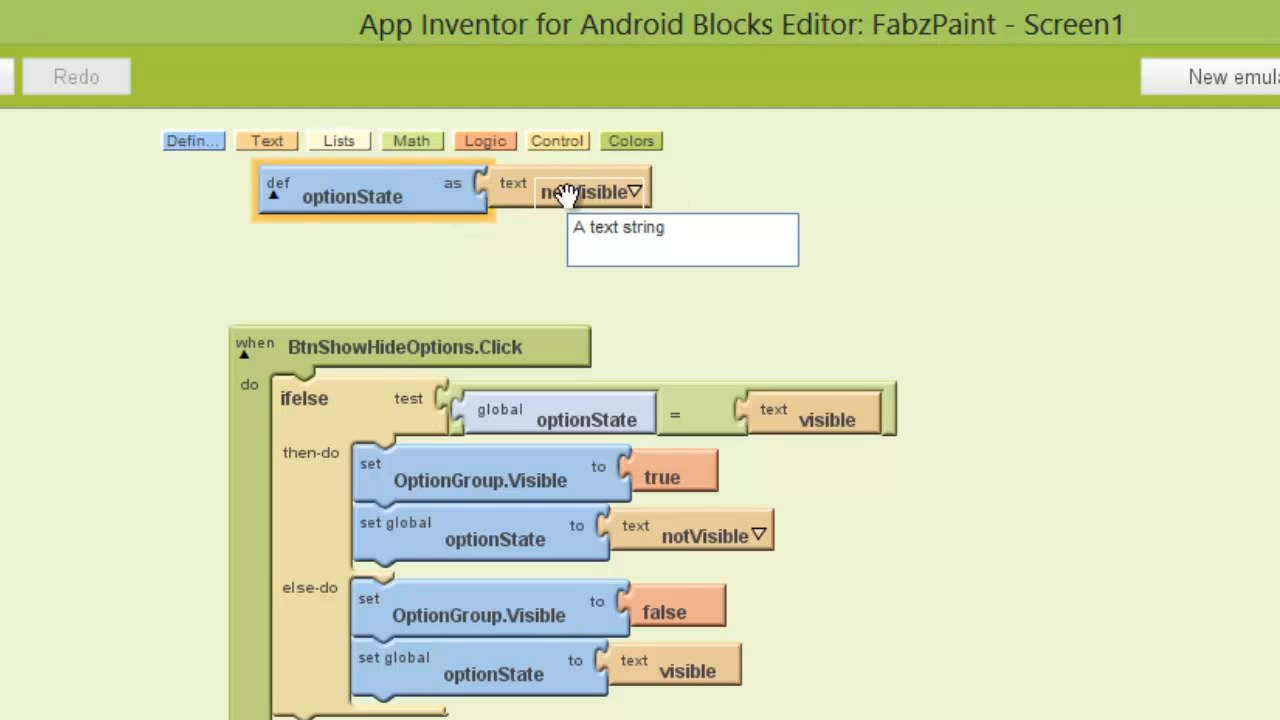 App Inventor for Android Blocks Editor: FabzPaint - Screen1
Redo
Defin... Text Lists Math Logic Control Colors
def optionState as text
A text string
when BtnShowHideOptions.Click
do ifelse test global optionState = text visible
then-do set OptionGroup.Visible to true
set global optionState to text notVisible
else-do set OptionGroup.Visible to false
set global optionState to text visible